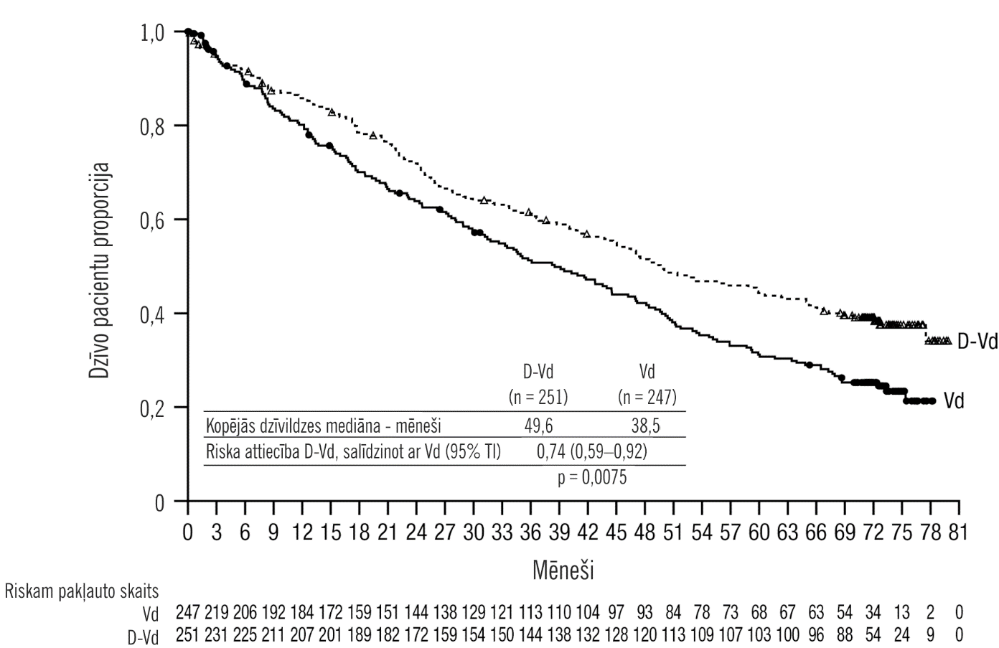 1,0
0,8
0,6
0,4
0,2
0
Dzīvo pacientu proporcija
D-Vd
Vd
D-Vd Vd
(n = 251) (n = 247)
Kopējās dzīvildzes mediāna - mēneši 49,6 38,5
Riska attiecība D-Vd, salīdzinot ar Vd (95% TI) 0,74 (0,59–0,92)
p = 0,0075
0 3 6 9 12 15 18 21 24 27 30 33 36 39 42 45 48 51 54 57 60 63 66 69 72 75 78 81
Mēneši
Riskam pakļauto skaits
Vd 247 219 206 192 184 172 159 151 144 138 129 121 113 110 104 97 93 84 78 73 68 67 63 54 34 13 2 0
D-Vd 251 231 225 211 207 201 189 182 172 159 154 150 144 138 132 128 120 113 109 107 103 100 96 88 54 24 9 0